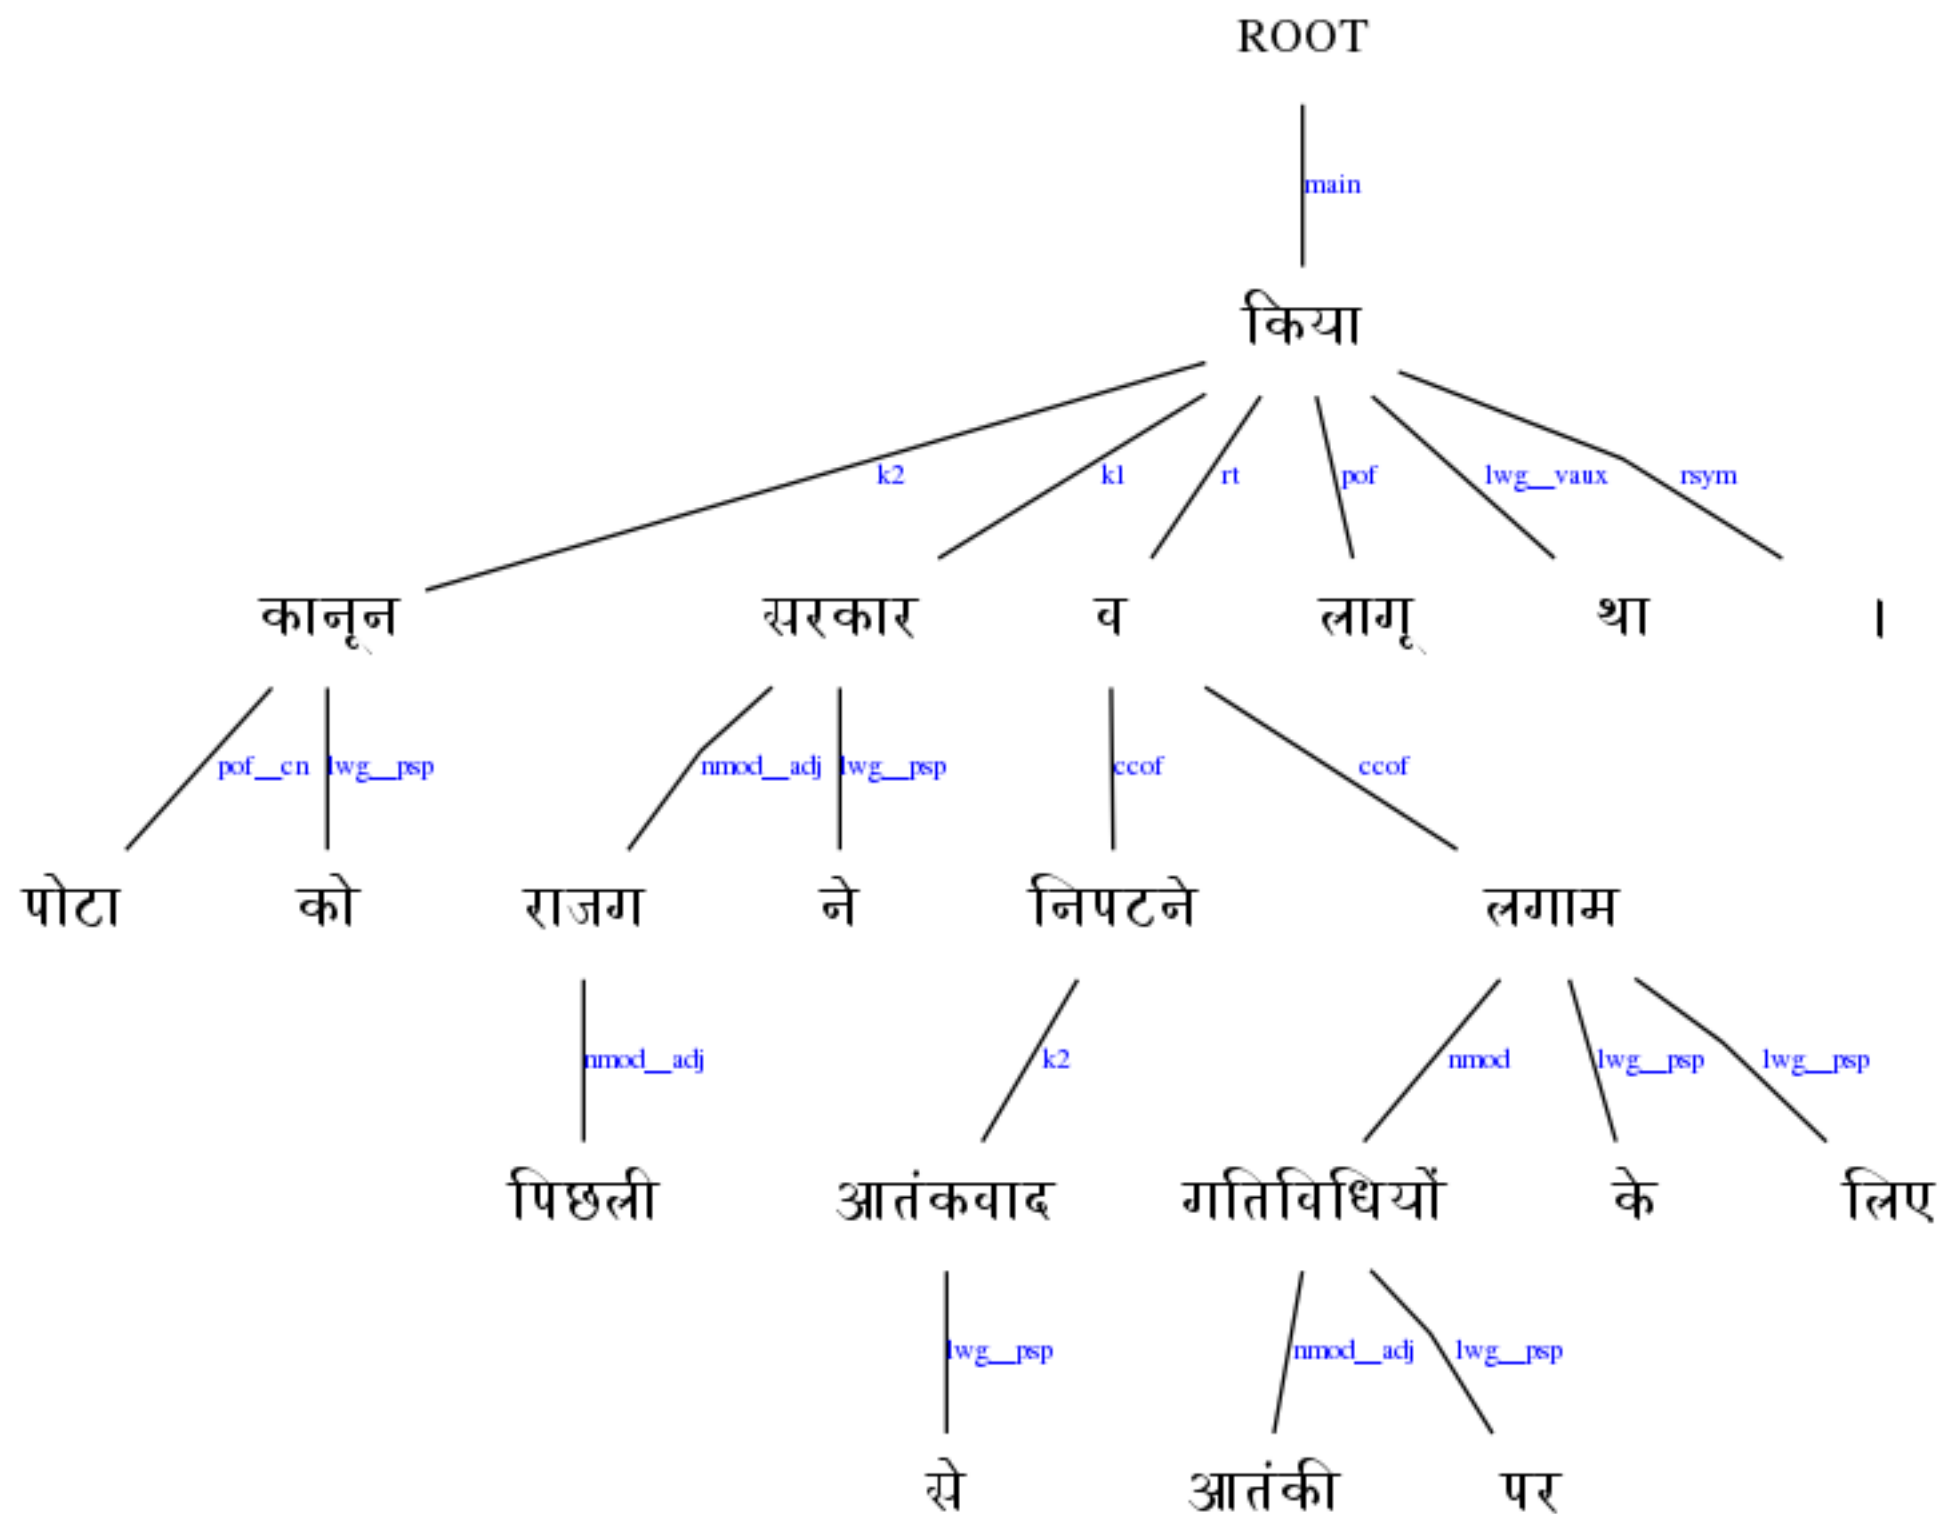 ROOT
main
किया
k2 k1 rt pof lwg__vaux rsym
कानून सरकार व लागू था ।
pof__cn lwg__psp nmod__adj lwg__psp ccof ccof
पोटा को राजग ने निपटने लगाम
nmod__adj k2 nmod lwg__psp lwg__psp
पिछली आतंकवाद गतिविधियों के लिए
lwg__psp nmod__adj lwg__psp
से आतंकी पर